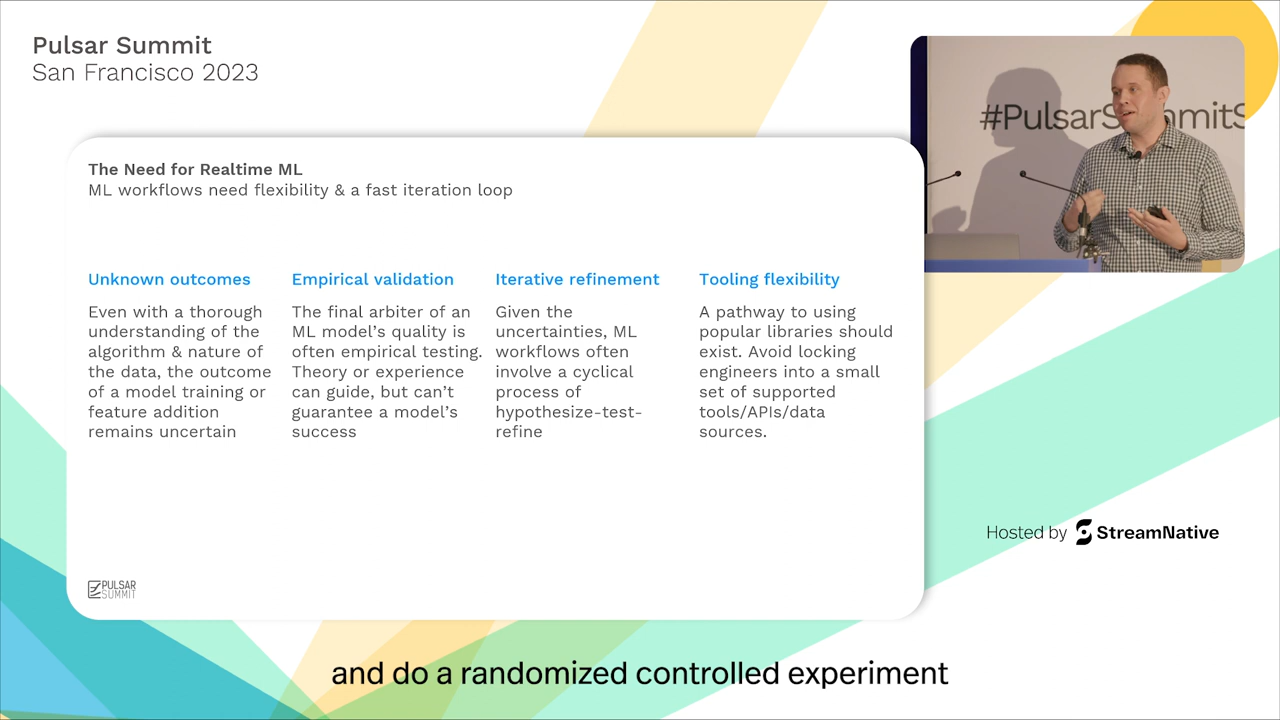 Pulsar Summit
San Francisco 2023
#PulsarS mmitS
The Need for Realtime ML
ML workflows need flexibility & a fast iteration loop
Unknown outcomes
Even with a thorough
understanding of the
algorithm & nature of
the data, the outcome
of a model training or
feature addition
remains uncertain
Empirical validation
The final arbiter of an
ML model’s quality is
often empirical testing.
Theory or experience
can guide, but can’t
guarantee a model’s
success
Iterative refinement
Given the
uncertainties, ML
workflows often
involve a cyclical
process of
hypothesize-test-
refine
Tooling flexibility
A pathway to using
popular libraries should
exist. Avoid locking
engineers into a small
set of supported
tools/APIs/data
sources.
Hosted by StreamNative
PULSAR
SUMMIT
and do a randomized controlled experiment